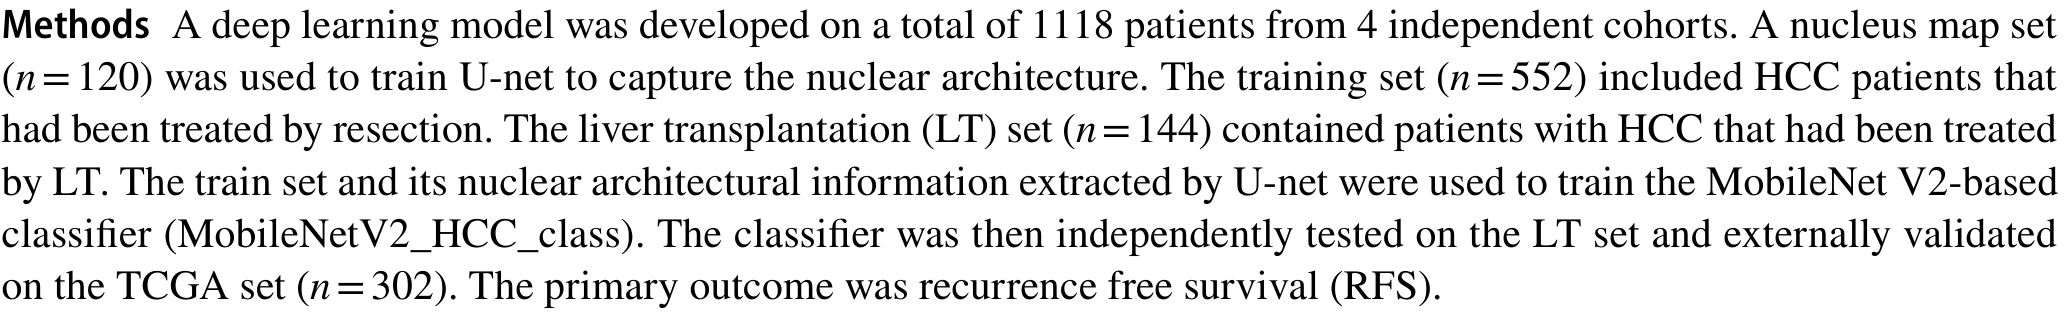 Methods A deep learning model was developed on a total of 1118 patients from 4 independent cohorts. A nucleus map set
(n = 120) was used to train U-net to capture the nuclear architecture. The training set (n = 552) included HCC patients that
had been treated by resection. The liver transplantation (LT) set (n = 144) contained patients with HCC that had been treated
by LT. The train set and its nuclear architectural information extracted by U-net were used to train the MobileNet V2-based
classifier (MobileNetV2_HCC_class). The classifier was then independently tested on the LT set and externally validated
on the TCGA set (n = 302). The primary outcome was recurrence free survival (RFS).